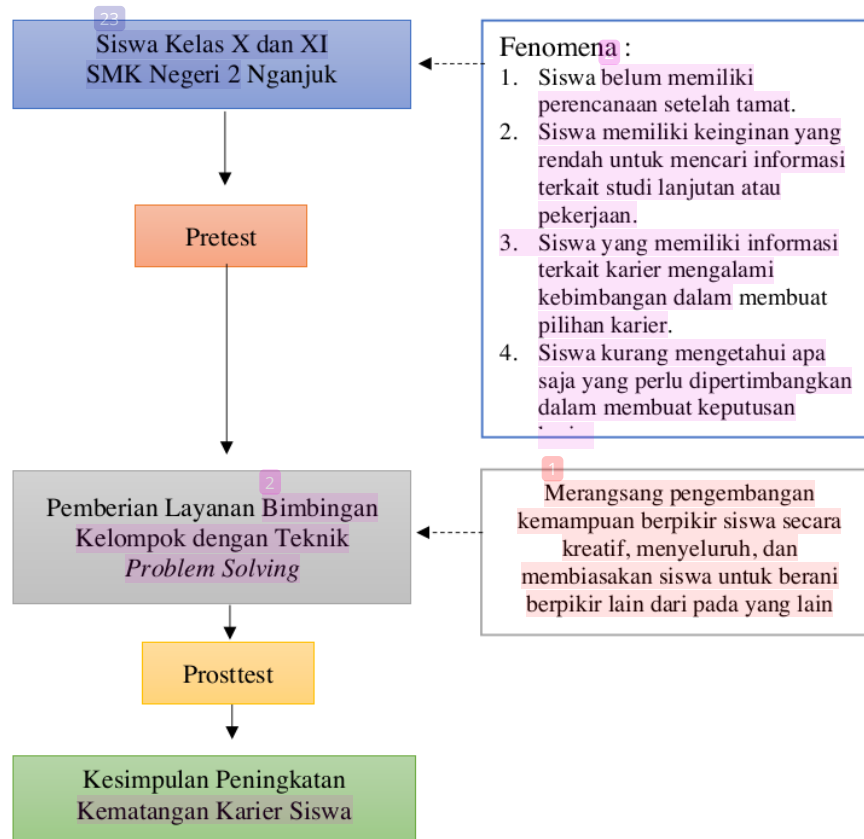 23
Siswa Kelas X dan XI
SMK Negeri 2 Nganjuk
Fenomena :
1. Siswa belum memiliki
perencanaan setelah tamat.
2. Siswa memiliki keinginan yang
rendah untuk mencari informasi
terkait studi lanjutan atau
pekerjaan.
3. Siswa yang memiliki informasi
terkait karier mengalami
kebimbangan dalam membuat
pilihan karier.
4. Siswa kurang mengetahui apa
saja yang perlu dipertimbangkan
dalam membuat keputusan
Pretest
2
Pemberian Layanan Bimbingan
Kelompok dengan Teknik
Problem Solving
1
Merangsang pengembangan
kemampuan berpikir siswa secara
kreatif, menyeluruh, dan
membiasakan siswa untuk berani
berpikir lain dari pada yang lain
Prosttest
Kesimpulan Peningkatan
Kematangan Karier Siswa